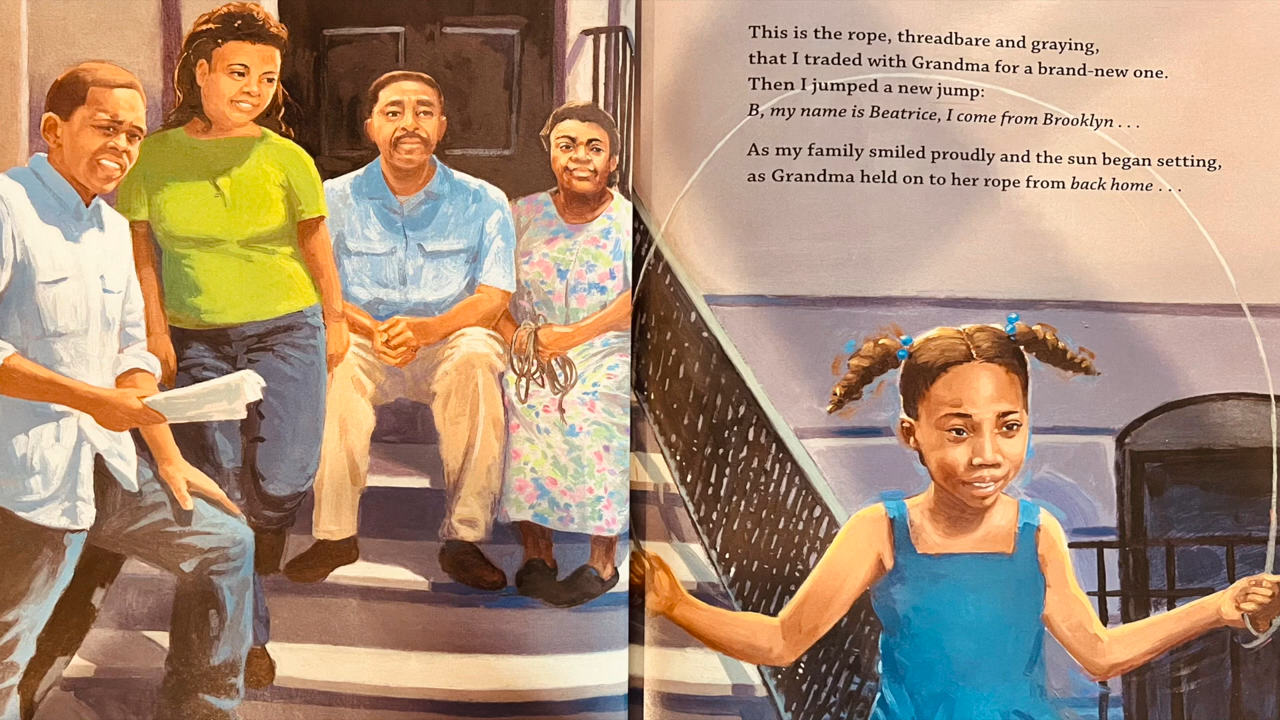 This is the rope, threadbare and graying,
that I traded with Grandma for a brand-new one.
Then I jumped a new jump:
B, my name is Beatrice, I come from Brooklyn . . .
As my family smiled proudly and the sun began setting,
as Grandma held on to her rope from back home . . .